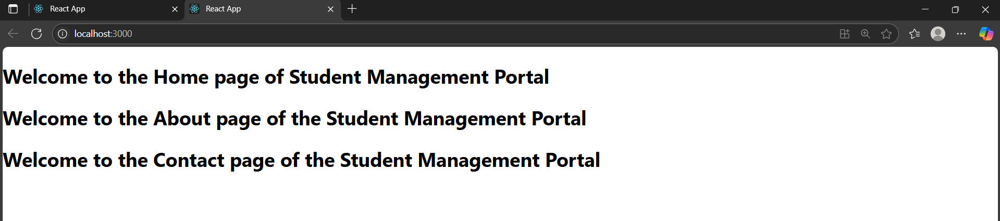 React App
React App
localhost:3000
Welcome to the Home page of Student Management Portal
Welcome to the About page of the Student Management Portal
Welcome to the Contact page of the Student Management Portal